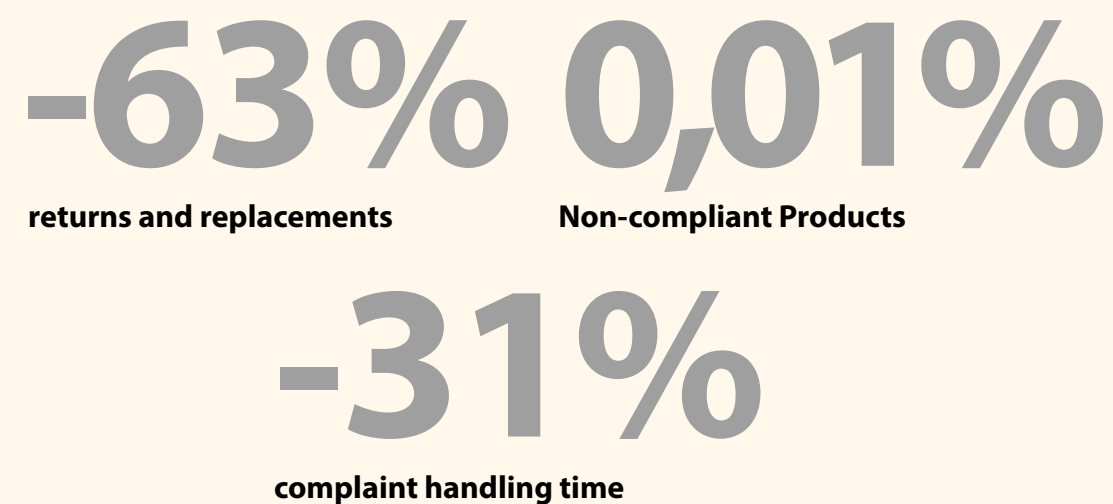 -63% 0,01%
returns and replacements Non-compliant Products
-31%
complaint handling time